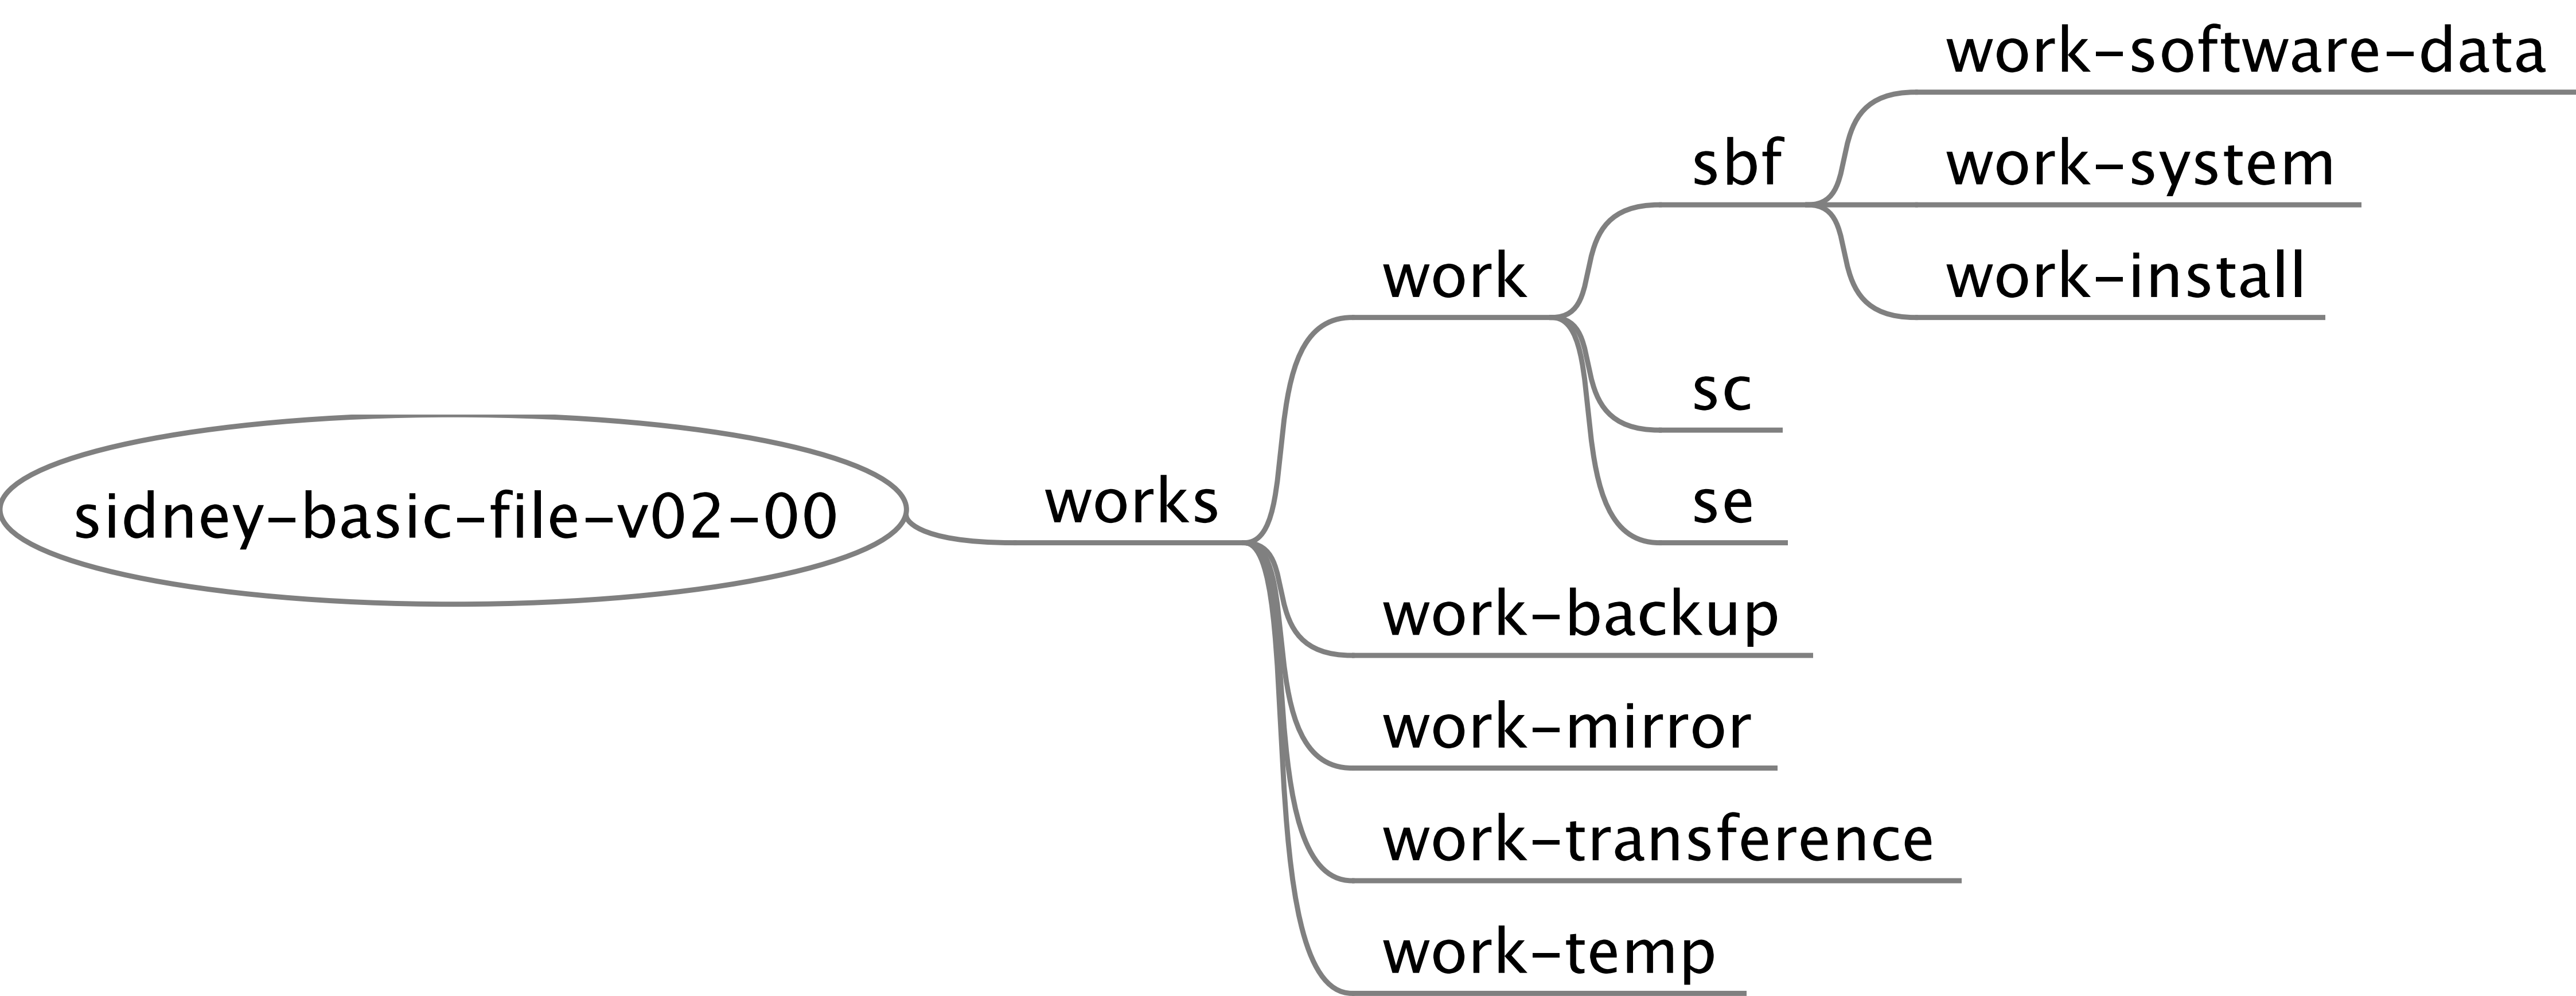 sidney-basic-file-v02-00
works
work
sbf
work-software-data
work-system
work-install
sc
se
work-backup
work-mirror
work-transference
work-temp